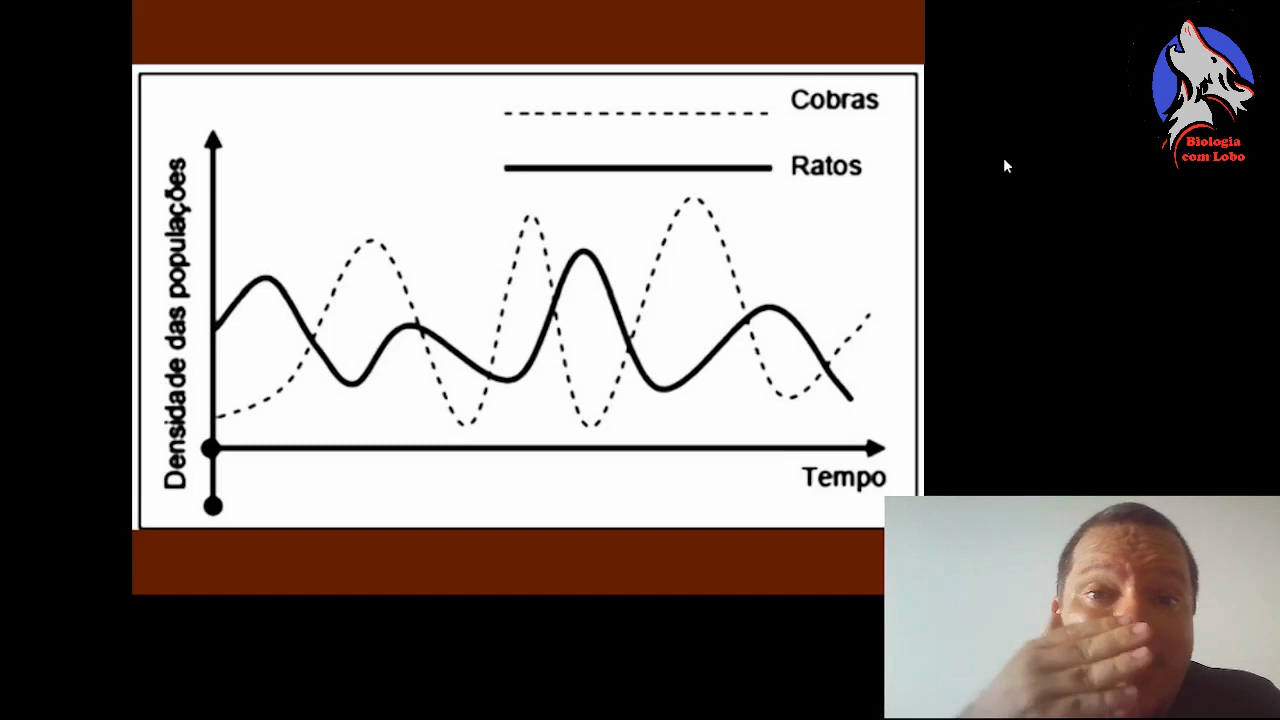 Cobras
Ratos
Densidade das populações
Tempo
Biologia
com Lobo